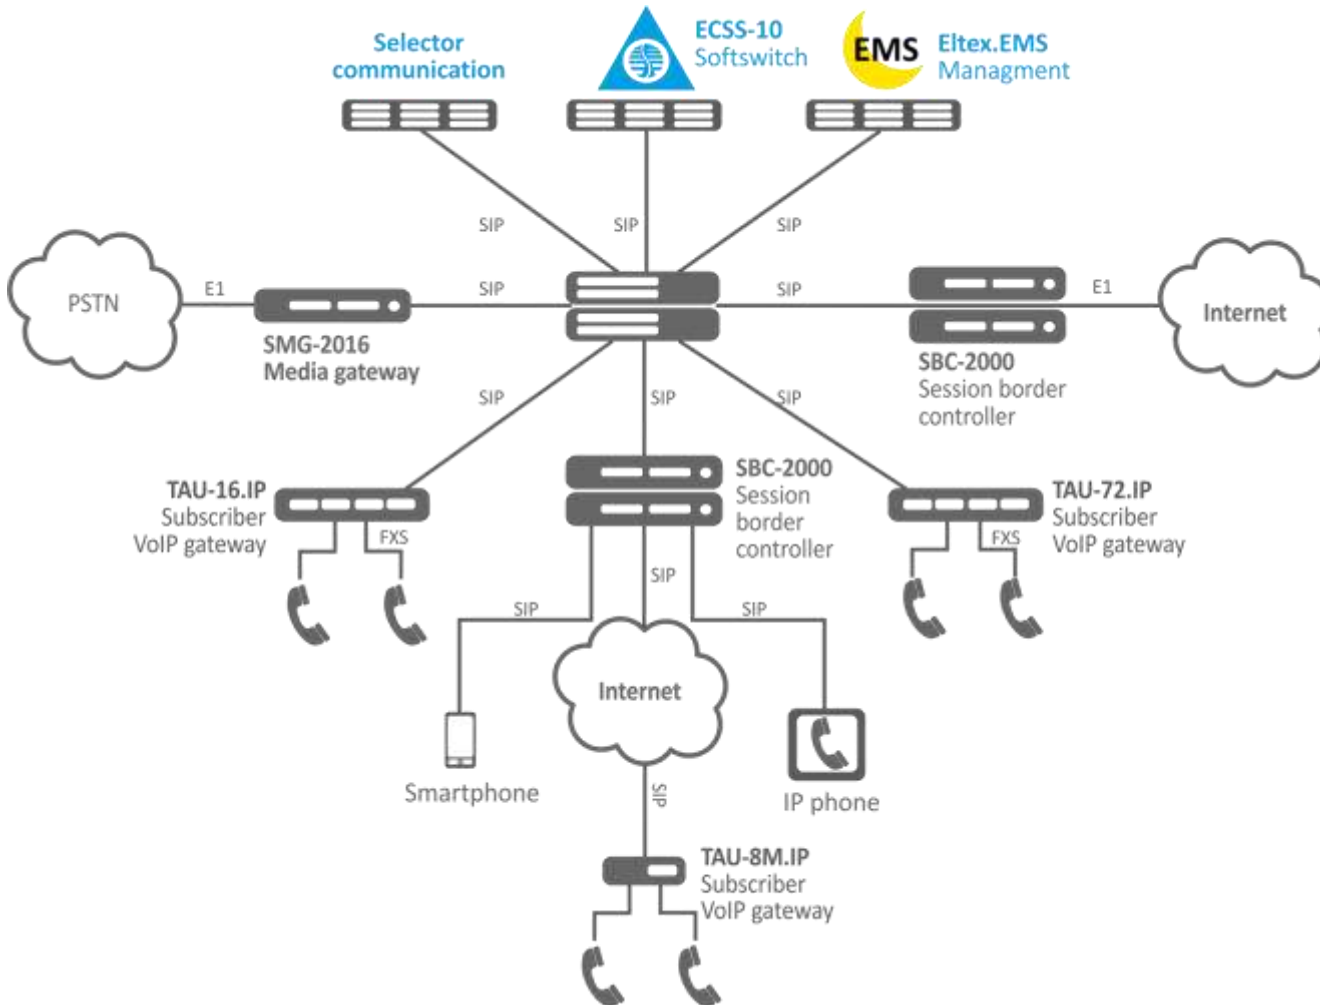 Selector
communication
ECSS-10
Softswitch
EMS
Eltex.EMS
Managment
SIP
SIP
SIP
PSTN
E1
SIP
SIP
E1
Internet
SMG-2016
Media gateway
SBC-2000
Session border
controller
SIP
SIP
SIP
TAU-16.IP
Subscriber
VoIP gateway
FXS
SBC-2000
Session
border
controller
TAU-72.IP
Subscriber
VoIP gateway
FXS
SIP
SIP
SIP
Internet
Smartphone
IP phone
SIP
TAU-8M.IP
Subscriber
VoIP gateway